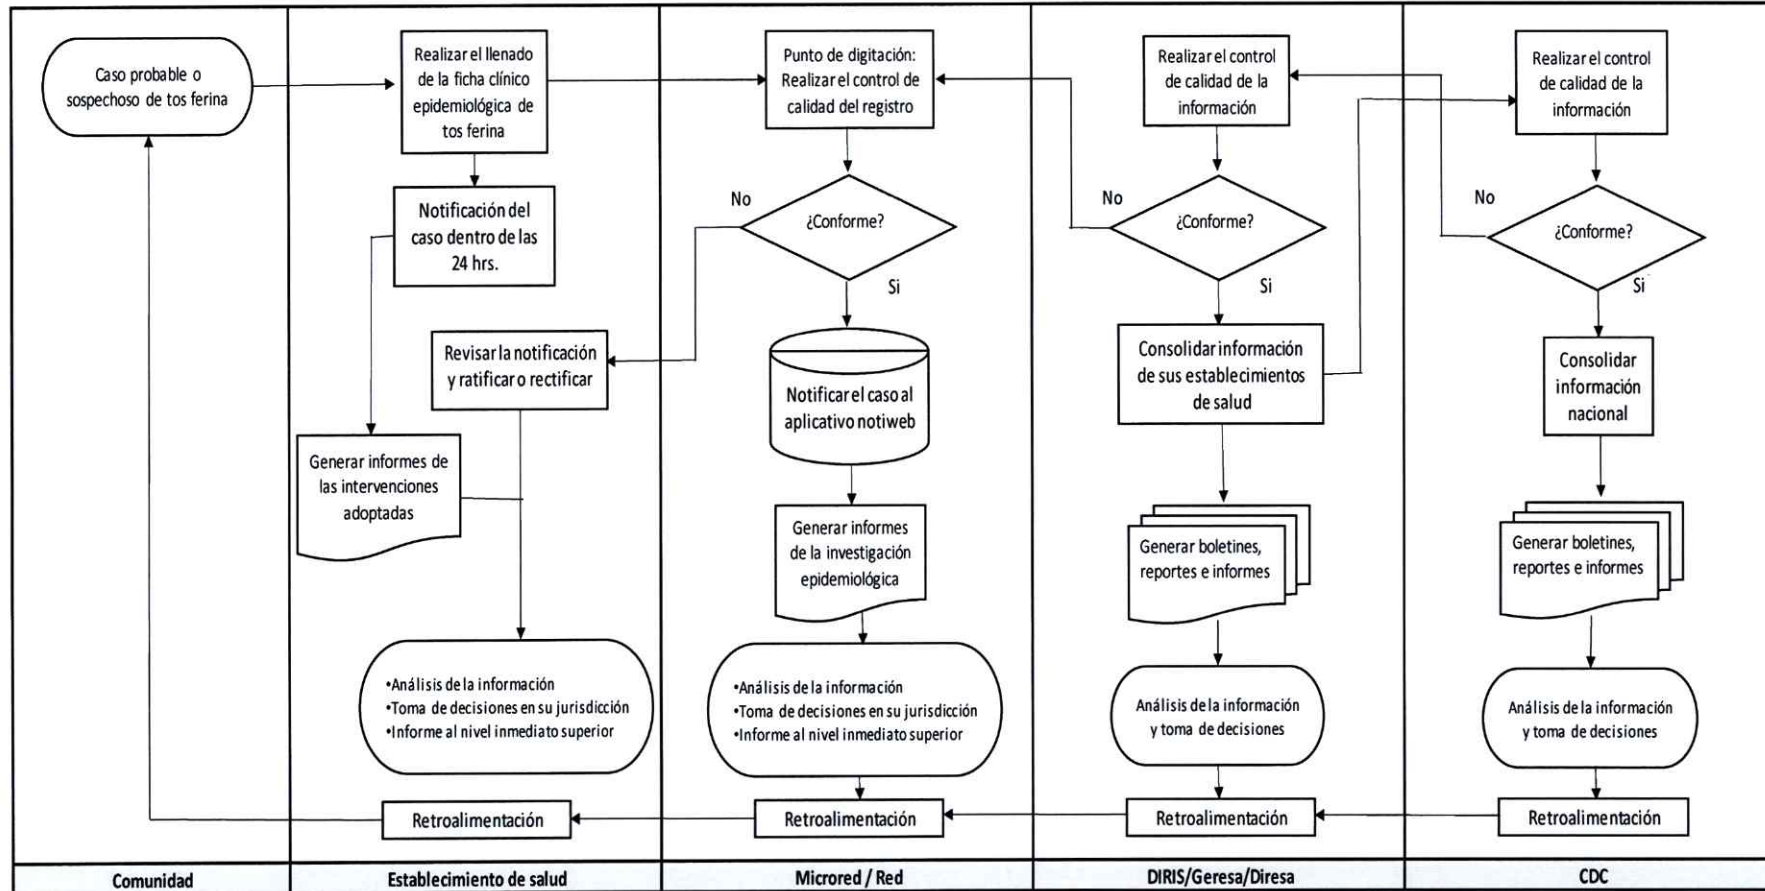 Caso probable o
sospechoso de tos ferina
Realizar el llenado
de la ficha clínico
epidemiológica de
tos ferina
Notificación del
caso dentro de las
24 hrs.
Revisar la notificación
y ratificar o rectificar
Generar informes de
las intervenciones
adoptadas
•Análisis de la información
•Toma de decisiones en su jurisdicción
•Informe al nivel inmediato superior
Retroalimentación
Punto de digitación:
Realizar el control de
calidad del registro
No
¿Conforme?
Si
Notificar el caso al
aplicativo notiweb
Generar informes
de la investigación
epidemiológica
•Análisis de la información
•Toma de decisiones en su jurisdicción
•Informe al nivel inmediato superior
Retroalimentación
Realizar el control
de calidad de la
información
No
¿Conforme?
Si
Consolidar información
de sus establecimientos
de salud
Generar boletines,
reportes e informes
Análisis de la información
y toma de decisiones
Retroalimentación
Realizar el control
de calidad de la
información
No
¿Conforme?
Si
Consolidar
información
nacional
Generar boletines,
reportes e informes
Análisis de la información
y toma de decisiones
Retroalimentación
Comunidad
Establecimiento de salud
Microred / Red
DIRIS/Geresa/Diresa
CDC